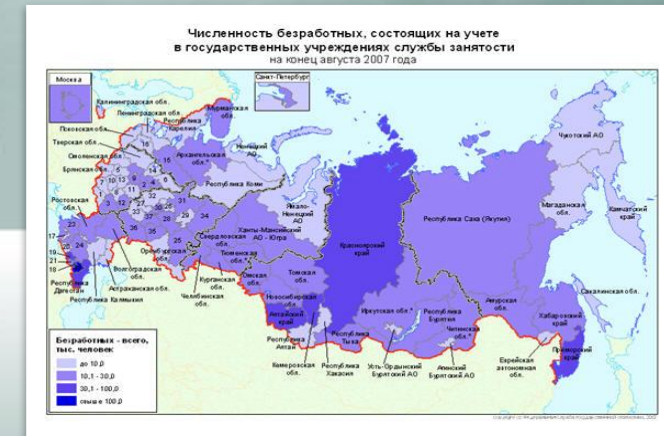 Численность безработных, состоящих на учете
в государственных учреждениях службы занятости
на конец августа 2007 года
Москва
Санкт-Петербург
Калининградская обл.
Ленинградская обл.
Мурманская
обл.
Республика
Карелия
Псковская обл.
Тверская обл.
Смоленская обл.
Брянская обл.
Архангельская
обл.*
Ненецкий
АО
Республика Коми
Ямало-
Ненецкий
АО
Ханты-Мансийский
АО - Югра
Ростовская
обл.
Свердловская
обл.
Тюменская
обл.*
Оренбургская
обл.
Курганская
обл.
Челябинская
обл.
Волгоградская
обл.
Астраханская обл.
Республика Калмыкия
Республика
Дагестан
Омская
обл.
Томская
обл.
Новосибирская
обл.
Алтайский
край
Республика
Алтай
Кемеровская
обл.
Республика
Хакасия
Республика
Тыва
Красноярский
край
Иркутская обл.*
Усть-Ордынский
Бурятский АО
Республика
Бурятия
Читинская
обл.*
Агинский
Бурятский АО
Республика Саха (Якутия)
Амурская
обл.
Еврейская
автономная
обл.
Хабаровский
край
Приморский
край
Сахалинская обл.
Магаданская
обл.
Камчатский
край
Чукотский АО
Безработных - всего,
тыс. человек
до 10,0
10,1 - 30,0
30,1 - 100,0
свыше 100,0